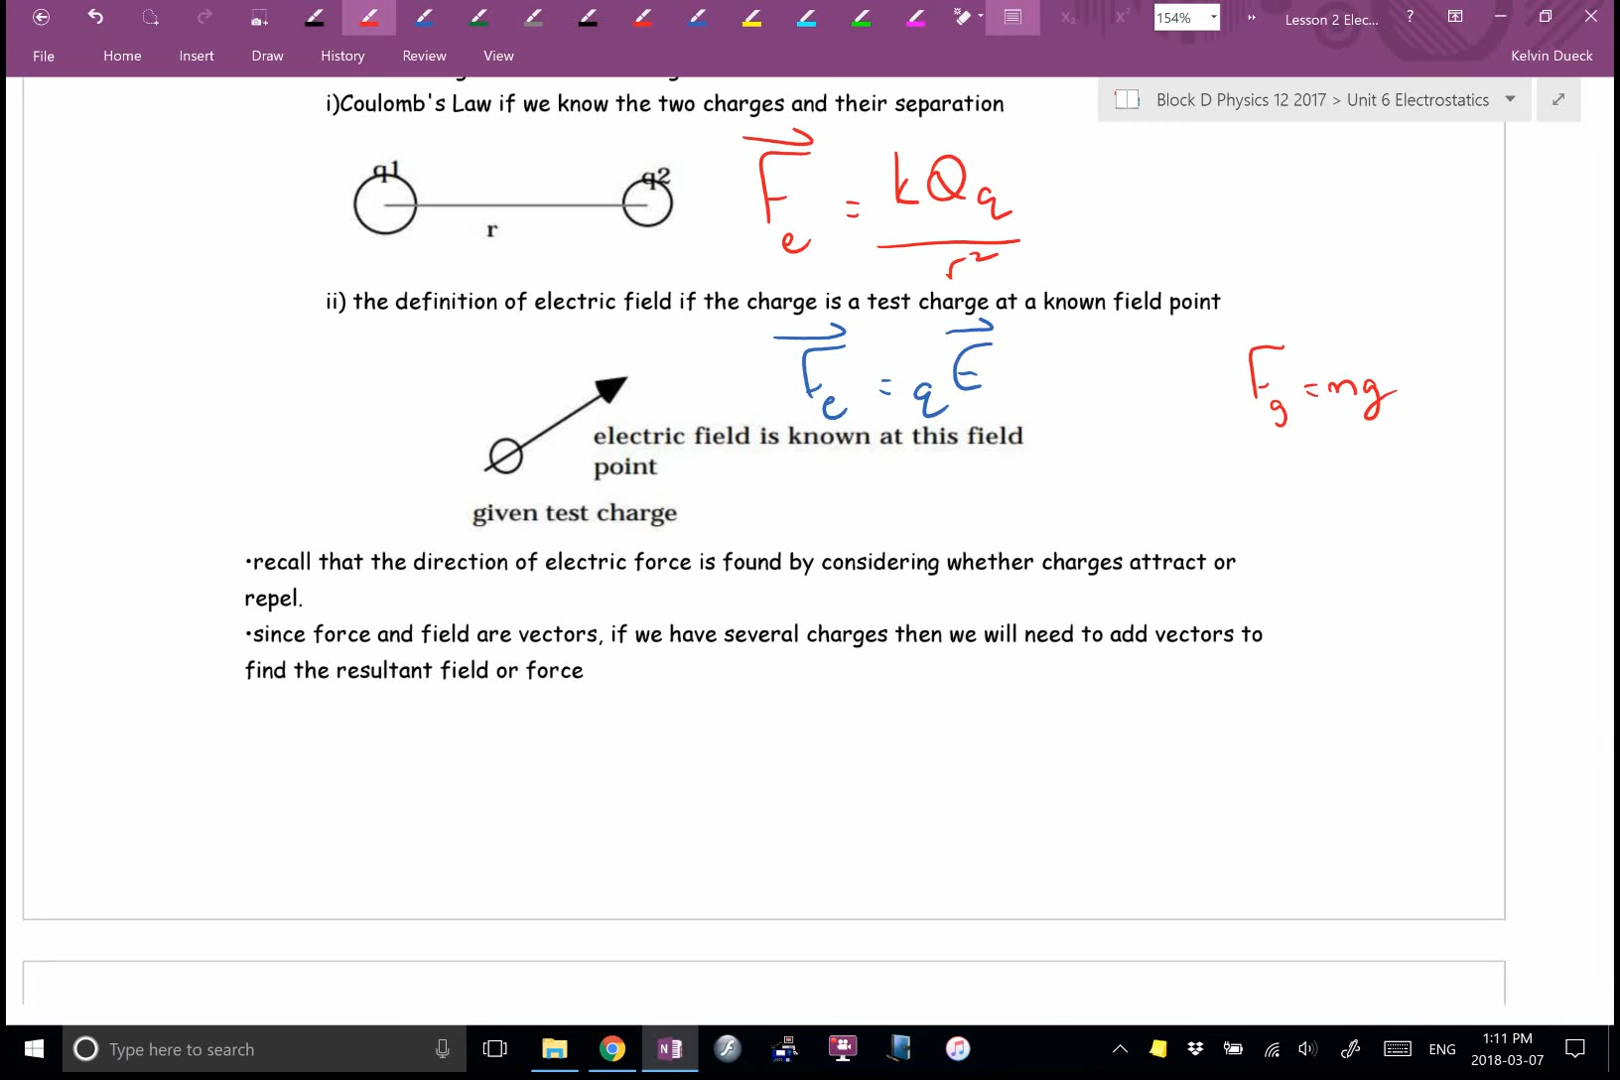 154%
Lesson 2 Elec...
?
File Home Insert Draw History Review View
Kelvin Dueck
Block D Physics 12 2017 > Unit 6 Electrostatics
i)Coulomb's Law if we know the two charges and their separation
q1
q2
r
F_e = kQq / r²
ii) the definition of electric field if the charge is a test charge at a known field point
F_e = qE
F_g = mg
electric field is known at this field
point
given test charge
•recall that the direction of electric force is found by considering whether charges attract or
repel.
•since force and field are vectors, if we have several charges then we will need to add vectors to
find the resultant field or force
Type here to search
ENG
1:11 PM
2018-03-07